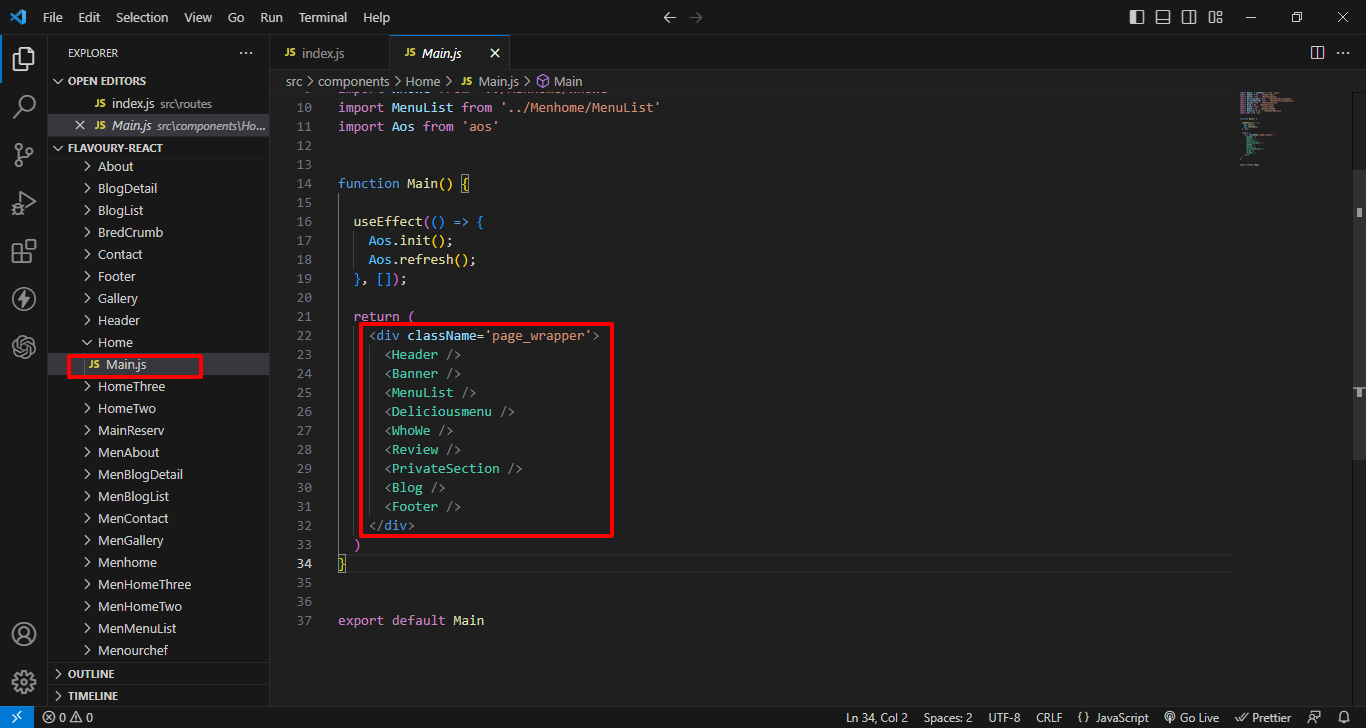 File Edit Selection View Go Run Terminal Help
EXPLORER
OPEN EDITORS
JS index.js src\routes
JS Main.js src\components\Ho...
FLAVOURY-REACT
About
BlogDetail
BlogList
BredCrumb
Contact
Footer
Gallery
Header
Home
JS Main.js
HomeThree
HomeTwo
MainReserv
MenAbout
MenBlogDetail
MenBlogList
MenContact
MenGallery
Menhome
MenHomeThree
MenHomeTwo
MenMenuList
Menourchef
OUTLINE
TIMELINE
JS index.js
JS Main.js
src > components > Home > JS Main.js > Main
10 import MenuList from '../Menhome/MenuList'
11 import Aos from 'aos'
12
13
14 function Main() {
15
16 useEffect(() => {
17 Aos.init();
18 Aos.refresh();
19 }, []);
20
21 return (
22 <div className='page_wrapper'>
23 <Header />
24 <Banner />
25 <MenuList />
26 <Deliciousmenu />
27 <WhoWe />
28 <Review />
29 <PrivateSection />
30 <Blog />
31 <Footer />
32 </div>
33 )
34 }
35
36
37 export default Main
0 0
Ln 34, Col 2 Spaces: 2 UTF-8 CRLF {} JavaScript Go Live Prettier